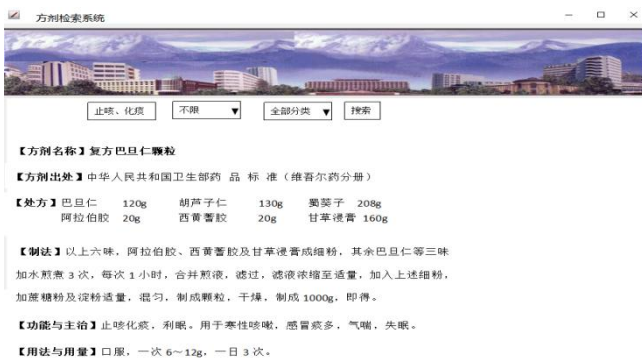 方剂检索系统
止咳、化痰 不限 全部分类 搜索
【方剂名称】复方巴旦仁颗粒
【方剂出处】中华人民共和国卫生部药 品 标 准（维吾尔药分册）
【处方】巴旦仁 120g 胡芦子仁 130g 蜀葵子 208g
阿拉伯胶 20g 西黄蓍胶 20g 甘草浸膏 160g
【制法】以上六味，阿拉伯胶、西黄蓍胶及甘草浸膏成细粉，其余巴旦仁等三味
加水煎煮 3 次，每次 1 小时，合并煎液，滤过，滤液浓缩至适量，加入上述细粉，
加蔗糖粉及淀粉适量，混匀，制成颗粒，干燥，制成 1000g，即得。
【功能与主治】止咳化痰，利眠。用于寒性咳嗽，感冒痰多，气喘，失眠。
【用法与用量】口服，一次 6～12g，一日 3 次。